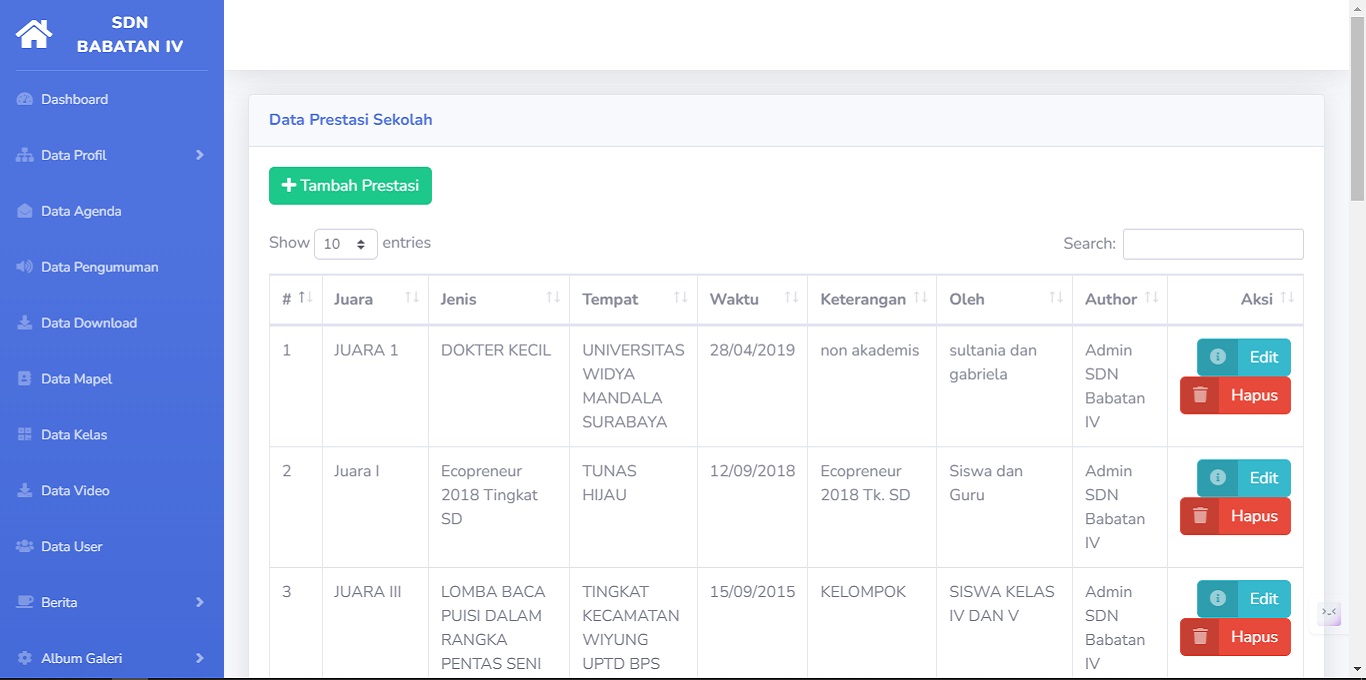 SDN
BABATAN IV
Dashboard
Data Profil
Data Agenda
Data Pengumuman
Data Download
Data Mapel
Data Kelas
Data Video
Data User
Berita
Album Galeri
Data Prestasi Sekolah
Tambah Prestasi
Show 10 entries
Search:
# Juara Jenis Tempat Waktu Keterangan Oleh Author Aksi
1 JUARA 1 DOKTER KECIL UNIVERSITAS 28/04/2019 non akademis sultania dan Admin Edit
WIDYA gabriela SDN
MANDALA Babatan Hapus
SURABAYA IV
2 Juara I Ecopreneur TUNAS 12/09/2018 Ecopreneur Siswa dan Admin Edit
2018 Tingkat HIJAU 2018 Tk. SD Guru SDN
SD Babatan Hapus
IV
3 JUARA III LOMBA BACA TINGKAT 15/09/2015 KELOMPOK SISWA KELAS Admin Edit
PUISI DALAM KECAMATAN IV DAN V SDN
RANGKA WIYUNG Babatan Hapus
PENTAS SENI UPTD BPS IV